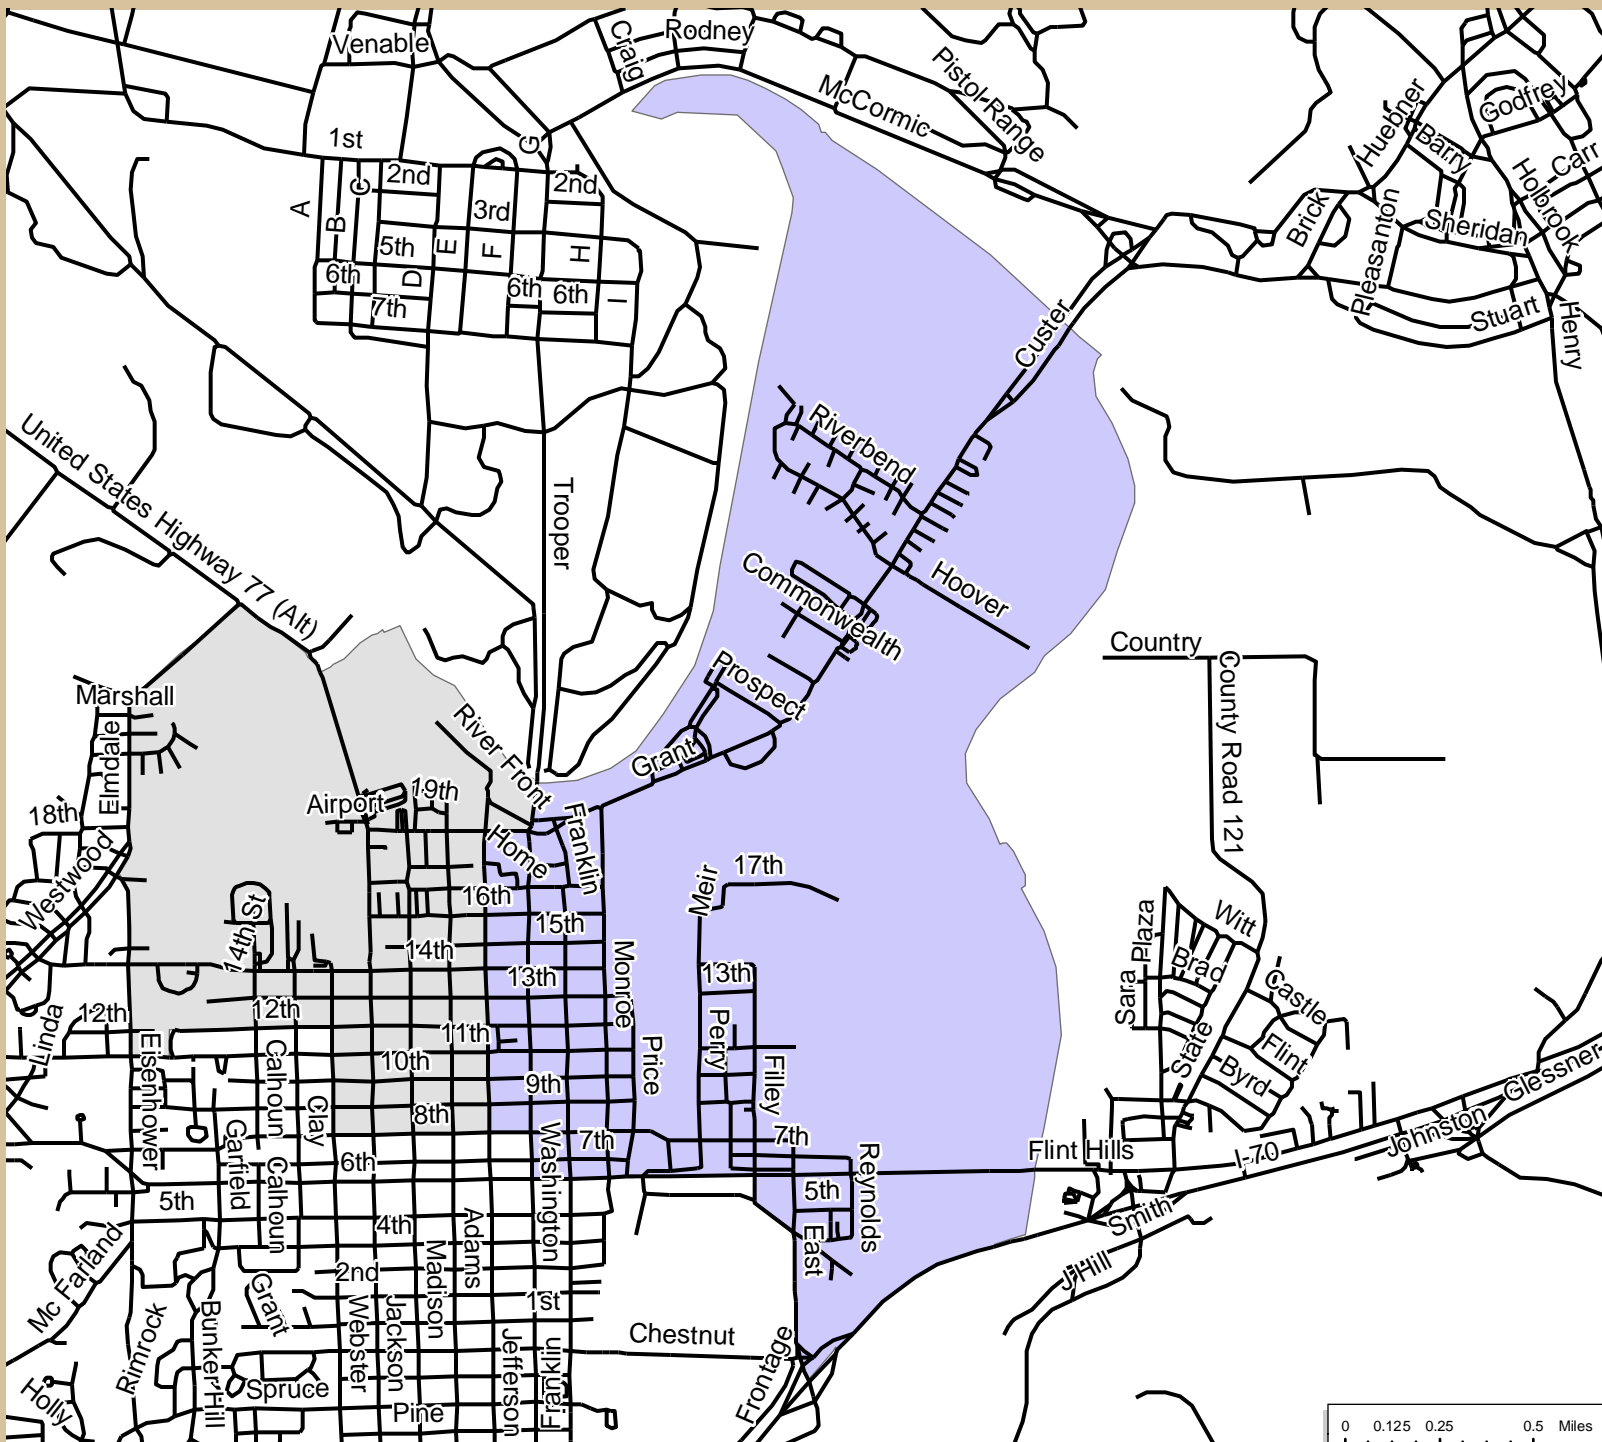 Venable
Craig
Rodney
McCormic
Pistol Range
Huebner
Godfrey
Barry
Carr
Holbrook
Sheridan
Brick
Pleasanton
Stuart
Henry
1st
G
A
B
C
2nd
3rd
2nd
5th
E
F
H
6th
D
7th
6th
6th
I
Custer
Riverbend
United States Highway 77 (Alt)
Trooper
Commonwealth
Hoover
Prospect
Country
County Road 121
Marshall
Elmdale
River Front
Grant
Airport
19th
18th
Westwood
Home
Franklin
16th
17th
Meir
14th St
15th
14th
13th
Monroe
13th
Witt
Sara Plaza
Brad
Castle
Linda
12th
12th
11th
Eisenhower
10th
Calhoun
Price
Perry
Filley
State
Flint
Byrd
Glessner
9th
8th
Clay
Garfield
7th
7th
Washington
Flint Hills
I-70
Johnston
6th
Calhoun
5th
5th
Reynolds
East
Smith
J Hill
4th
Adams
Madison
Mc Farland
2nd
Grant
1st
Rimrock
Bunker Hill
Webster
Jackson
Jefferson
Franklin
Chestnut
Frontage
Holly
Spruce
Pine
0 0.125 0.25 0.5 Miles